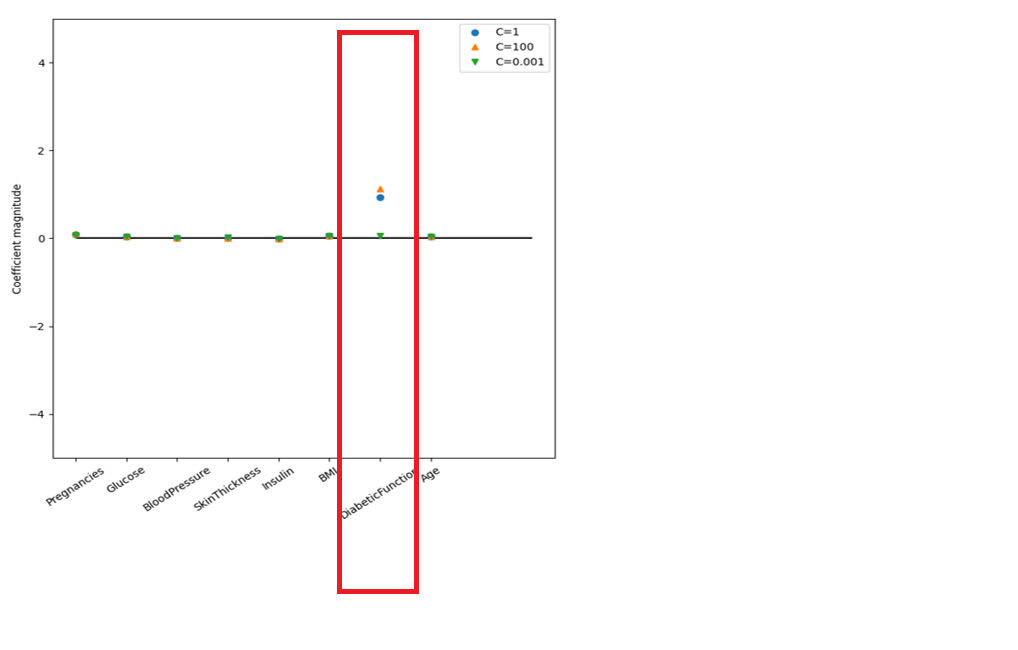 C=1
C=100
C=0.001
4
2
0
−2
−4
Coefficient magnitude
Pregnancies
Glucose
BloodPressure
SkinThickness
Insulin
BMI
DiabeticFunction
Age